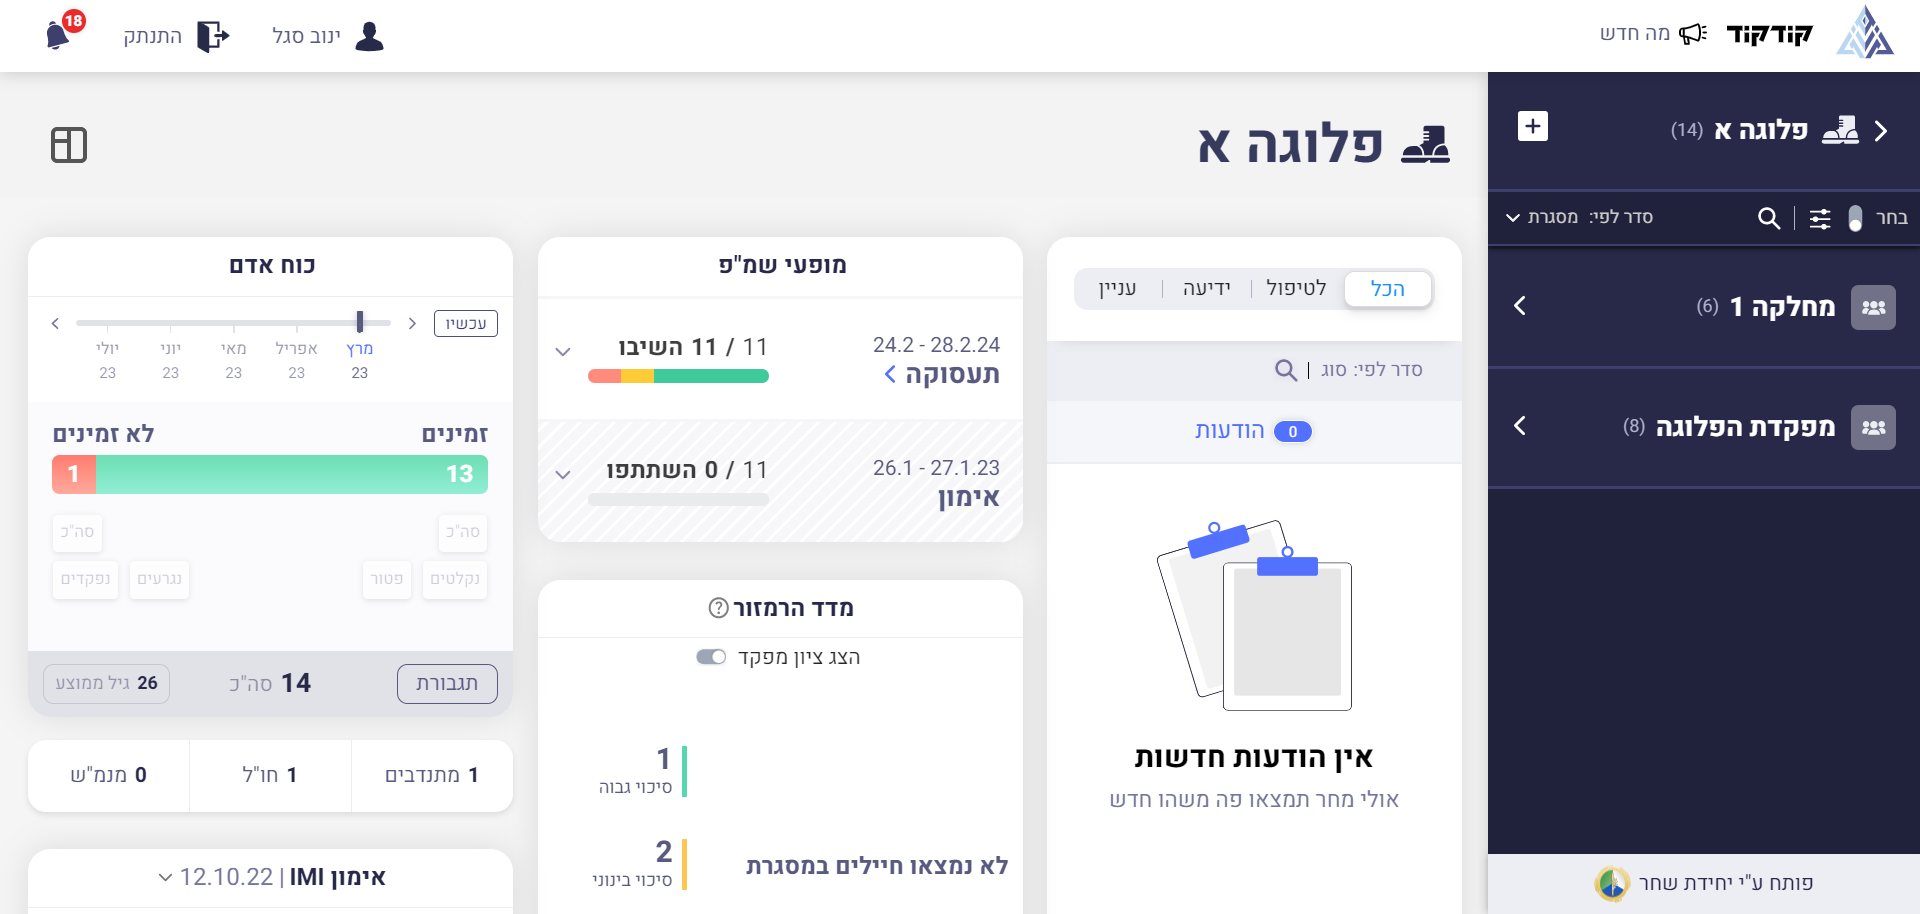 קודקוד
מה חדש
ינוב סגל
התנתק
18
פלוגה א (14)
בחר
סדר לפי: מסגרת
מחלקה 1 (6)
מפקדת הפלוגה (8)
פותח ע"י יחידת שחר
פלוגה א
הכל
לטיפול
ידיעה
עניין
סדר לפי: סוג
0 הודעות
אין הודעות חדשות
אולי מחר תמצאו פה משהו חדש
מופעי שמ"פ
24.2 - 28.2.24
תעסוקה
11 / 11 השיבו
26.1 - 27.1.23
אימון
11 / 0 השתתפו
מדד הרמזור
הצג ציון מפקד
1
סיכוי גבוה
2
סיכוי בינוני
לא נמצאו חיילים במסגרת
כוח אדם
עכשיו
מרץ 23
אפריל 23
מאי 23
יוני 23
יולי 23
זמינים
לא זמינים
13
1
סה"כ
סה"כ
נקלטים
פטור
נגרעים
נפקדים
תגבורת
14 סה"כ
26 גיל ממוצע
1 מתנדבים
1 חו"ל
0 מנמ"ש
אימון IMI | 12.10.22